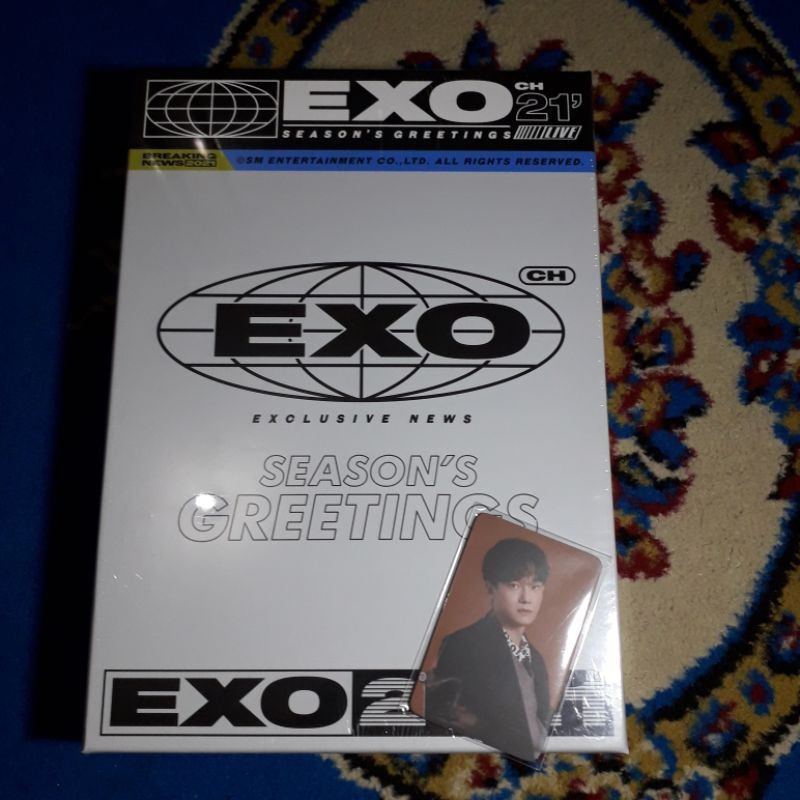 EXO CH 21'
SEASON'S GREETINGS LIVE
BREAKING NEWS2021
©SM ENTERTAINMENT CO.,LTD. ALL RIGHTS RESERVED.
CH
EXO
EXCLUSIVE NEWS
SEASON'S
GREETINGS
EXO